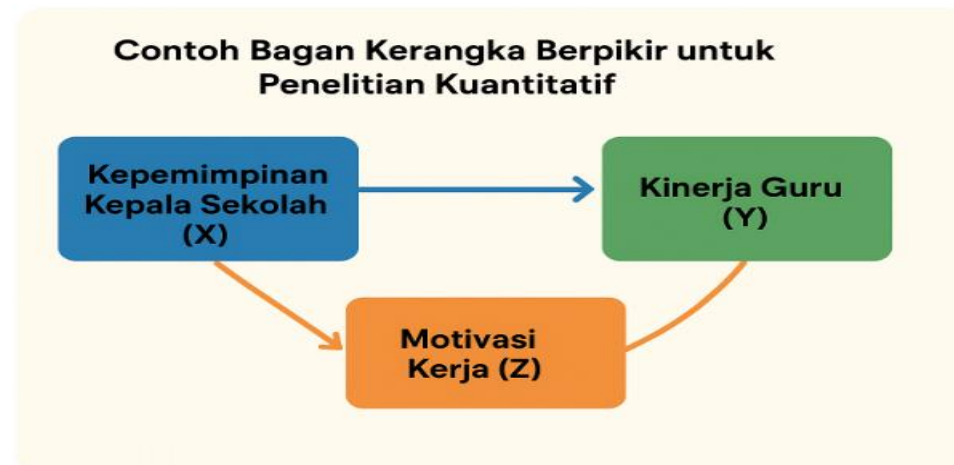 Contoh Bagan Kerangka Berpikir untuk
Penelitian Kuantitatif
Kepemimpinan
Kepala Sekolah
(X)
Kinerja Guru
(Y)
Motivasi
Kerja (Z)